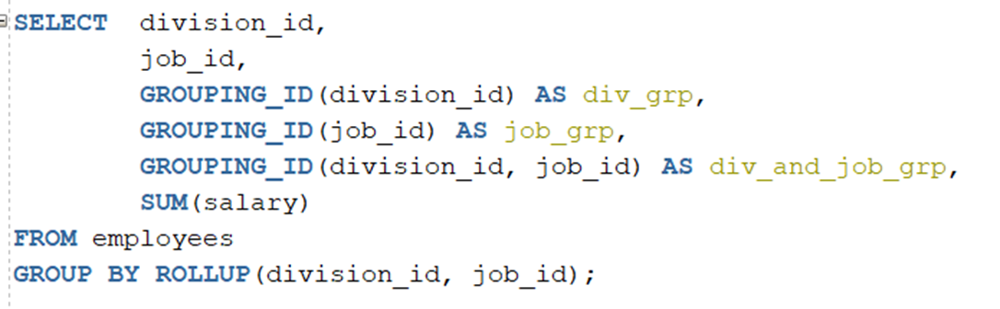 SELECT division_id,
job_id,
GROUPING_ID(division_id) AS div_grp,
GROUPING_ID(job_id) AS job_grp,
GROUPING_ID(division_id, job_id) AS div_and_job_grp,
SUM(salary)
FROM employees
GROUP BY ROLLUP(division_id, job_id);